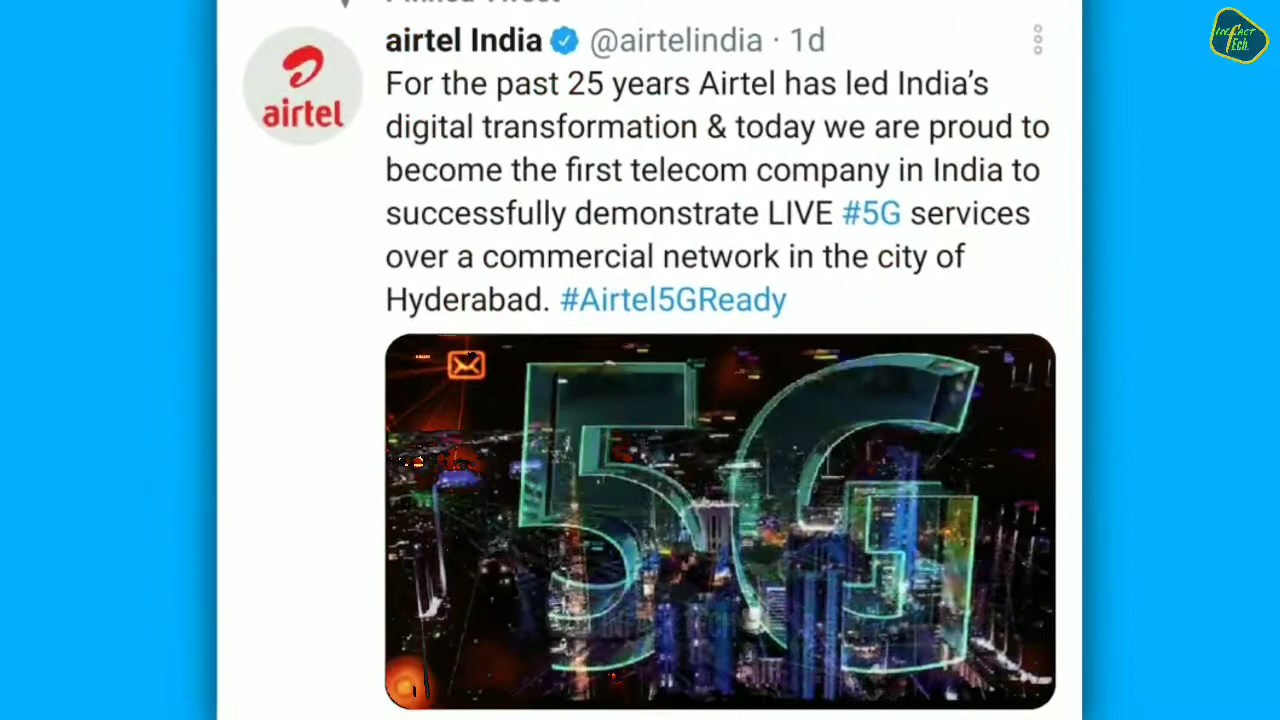 InFact
Tech.
airtel India @airtelindia · 1d
airtel
For the past 25 years Airtel has led India’s
digital transformation & today we are proud to
become the first telecom company in India to
successfully demonstrate LIVE #5G services
over a commercial network in the city of
Hyderabad. #Airtel5GReady
5G